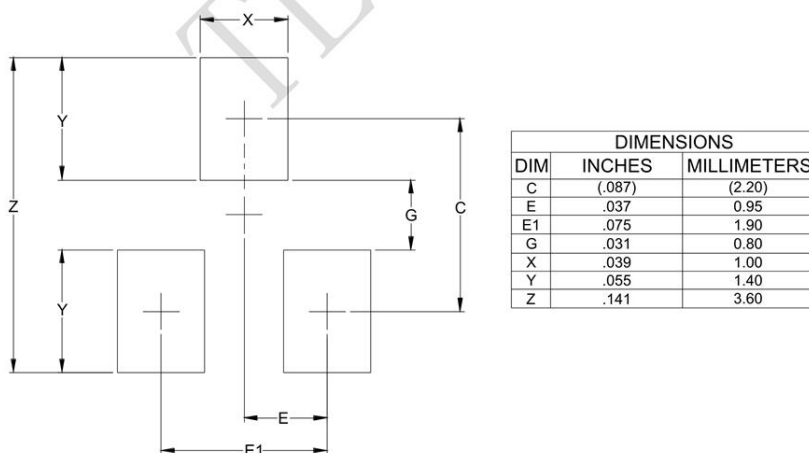 X
Y
Z
G
C
Y
E
E1
DIMENSIONS
DIM INCHES MILLIMETERS
C (.087) (2.20)
E .037 0.95
E1 .075 1.90
G .031 0.80
X .039 1.00
Y .055 1.40
Z .141 3.60